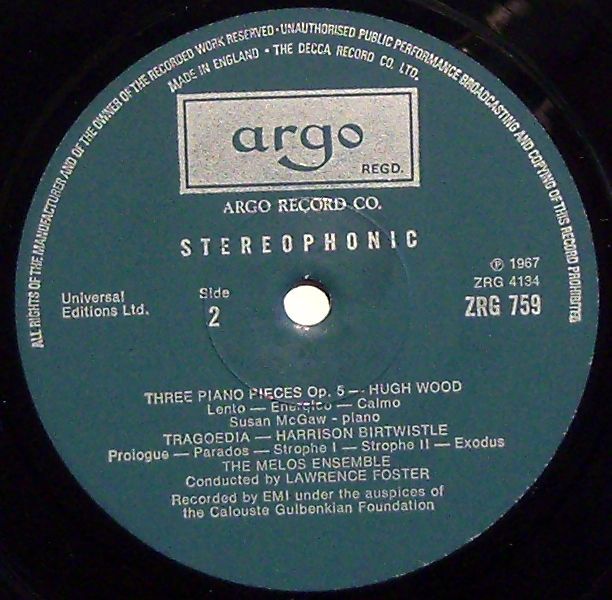 ALL RIGHTS OF THE MANUFACTURER AND OF THE OWNER OF THE RECORDED WORK RESERVED · UNAUTHORISED PUBLIC PERFORMANCE BROADCASTING AND COPYING OF THIS RECORD PROHIBITED
MADE IN ENGLAND • THE DECCA RECORD CO. LTD.
argo
REGD.
ARGO RECORD CO.
STEREOPHONIC
℗ 1967
ZRG 4134
ZRG 759
Universal
Editions Ltd.
Side
2
THREE PIANO PIECES Op. 5 — HUGH WOOD
Lento — Energico — Calmo
Susan McGaw - piano
TRAGOEDIA — HARRISON BIRTWISTLE
Prologue — Parados — Strophe I — Strophe II — Exodus
THE MELOS ENSEMBLE
Conducted by LAWRENCE FOSTER
Recorded by EMI under the auspices of
the Calouste Gulbenkian Foundation